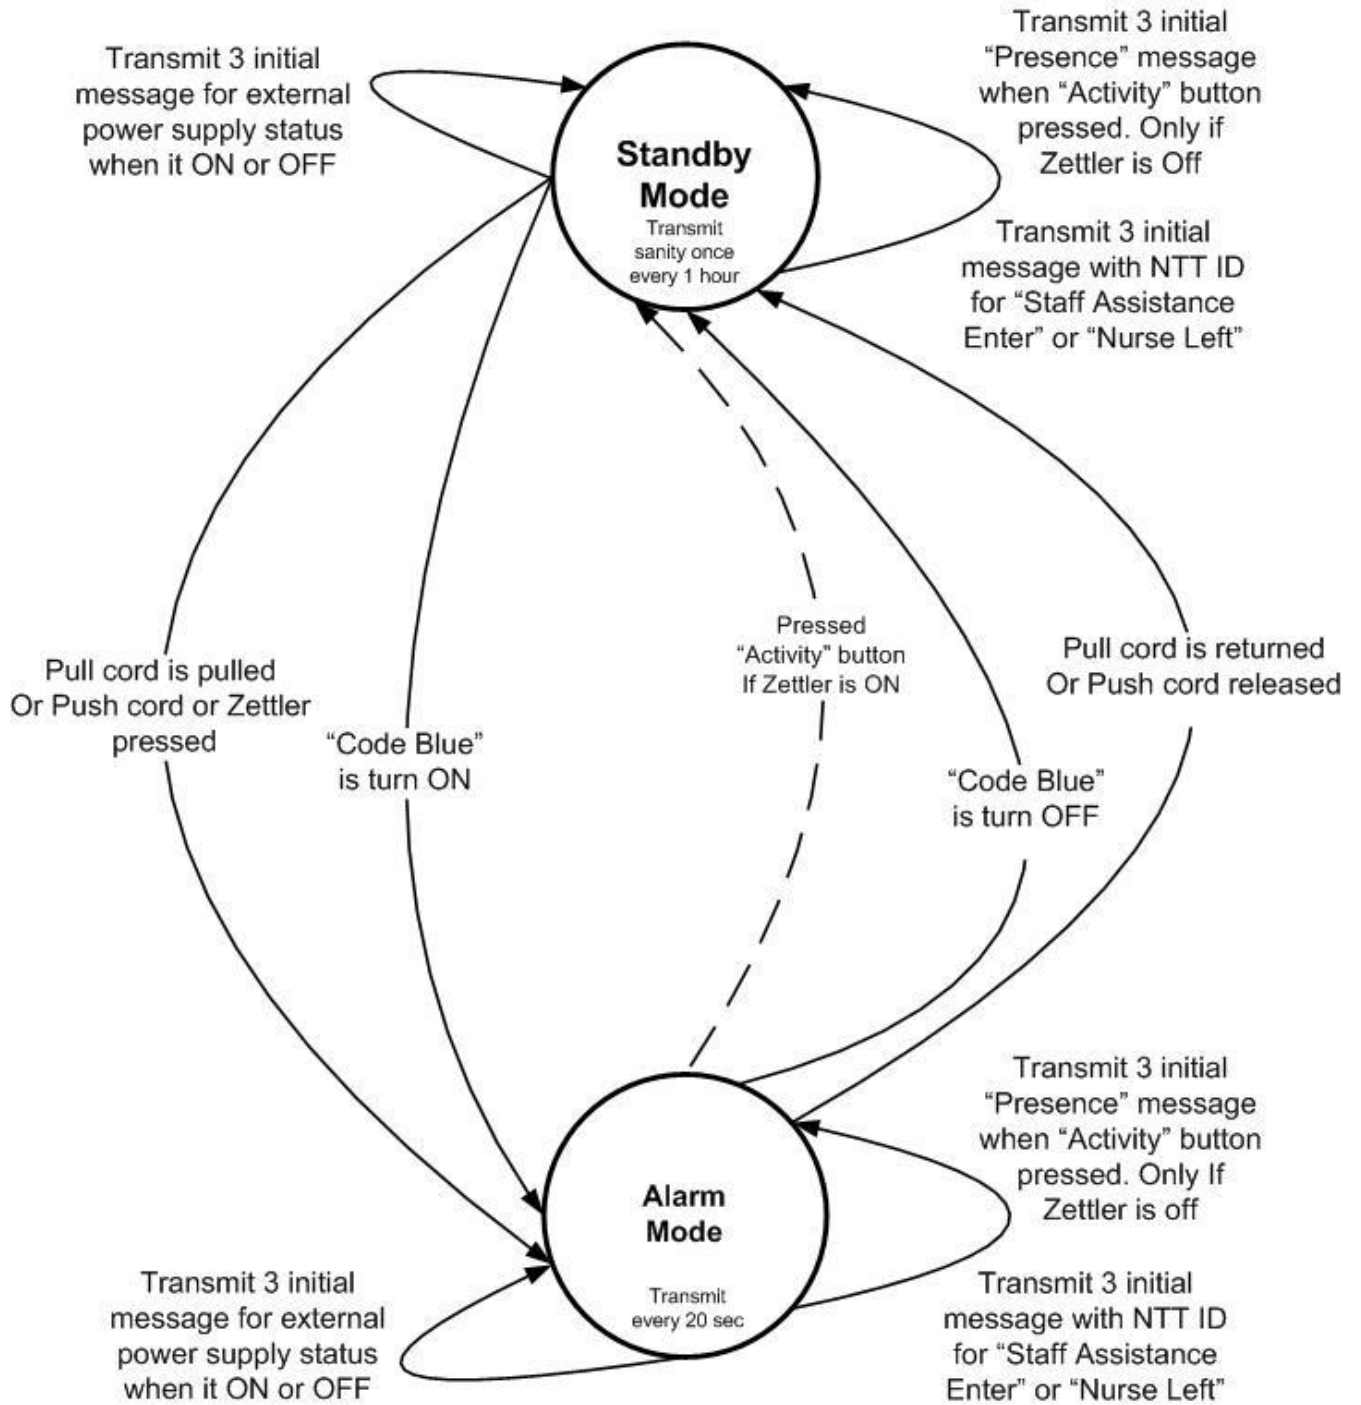 Transmit 3 initial
message for external
power supply status
when it ON or OFF
Standby
Mode
Transmit
sanity once
every 1 hour
Transmit 3 initial
“Presence” message
when “Activity” button
pressed. Only if
Zettler is Off
Transmit 3 initial
message with NTT ID
for “Staff Assistance
Enter” or “Nurse Left”
Pull cord is pulled
Or Push cord or Zettler
pressed
“Code Blue”
is turn ON
Pressed
“Activity” button
If Zettler is ON
“Code Blue”
is turn OFF
Pull cord is returned
Or Push cord released
Alarm
Mode
Transmit
every 20 sec
Transmit 3 initial
“Presence” message
when “Activity” button
pressed. Only If
Zettler is off
Transmit 3 initial
message for external
power supply status
when it ON or OFF
Transmit 3 initial
message with NTT ID
for “Staff Assistance
Enter” or “Nurse Left”